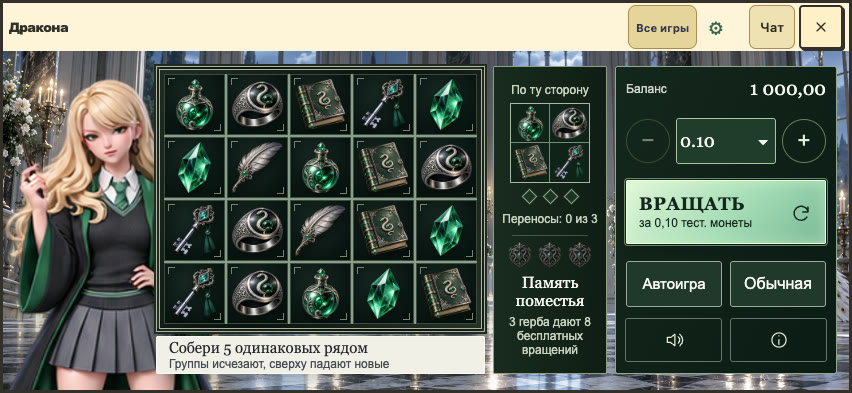 Дракона
Все игры
Чат
По ту сторону
Переносы: 0 из 3
Память
поместья
3 герба дают 8
бесплатных
вращений
Баланс
1 000,00
0.10
ВРАЩАТЬ
за 0,10 тест. монеты
Автоигра
Обычная
Собери 5 одинаковых рядом
Группы исчезают, сверху падают новые